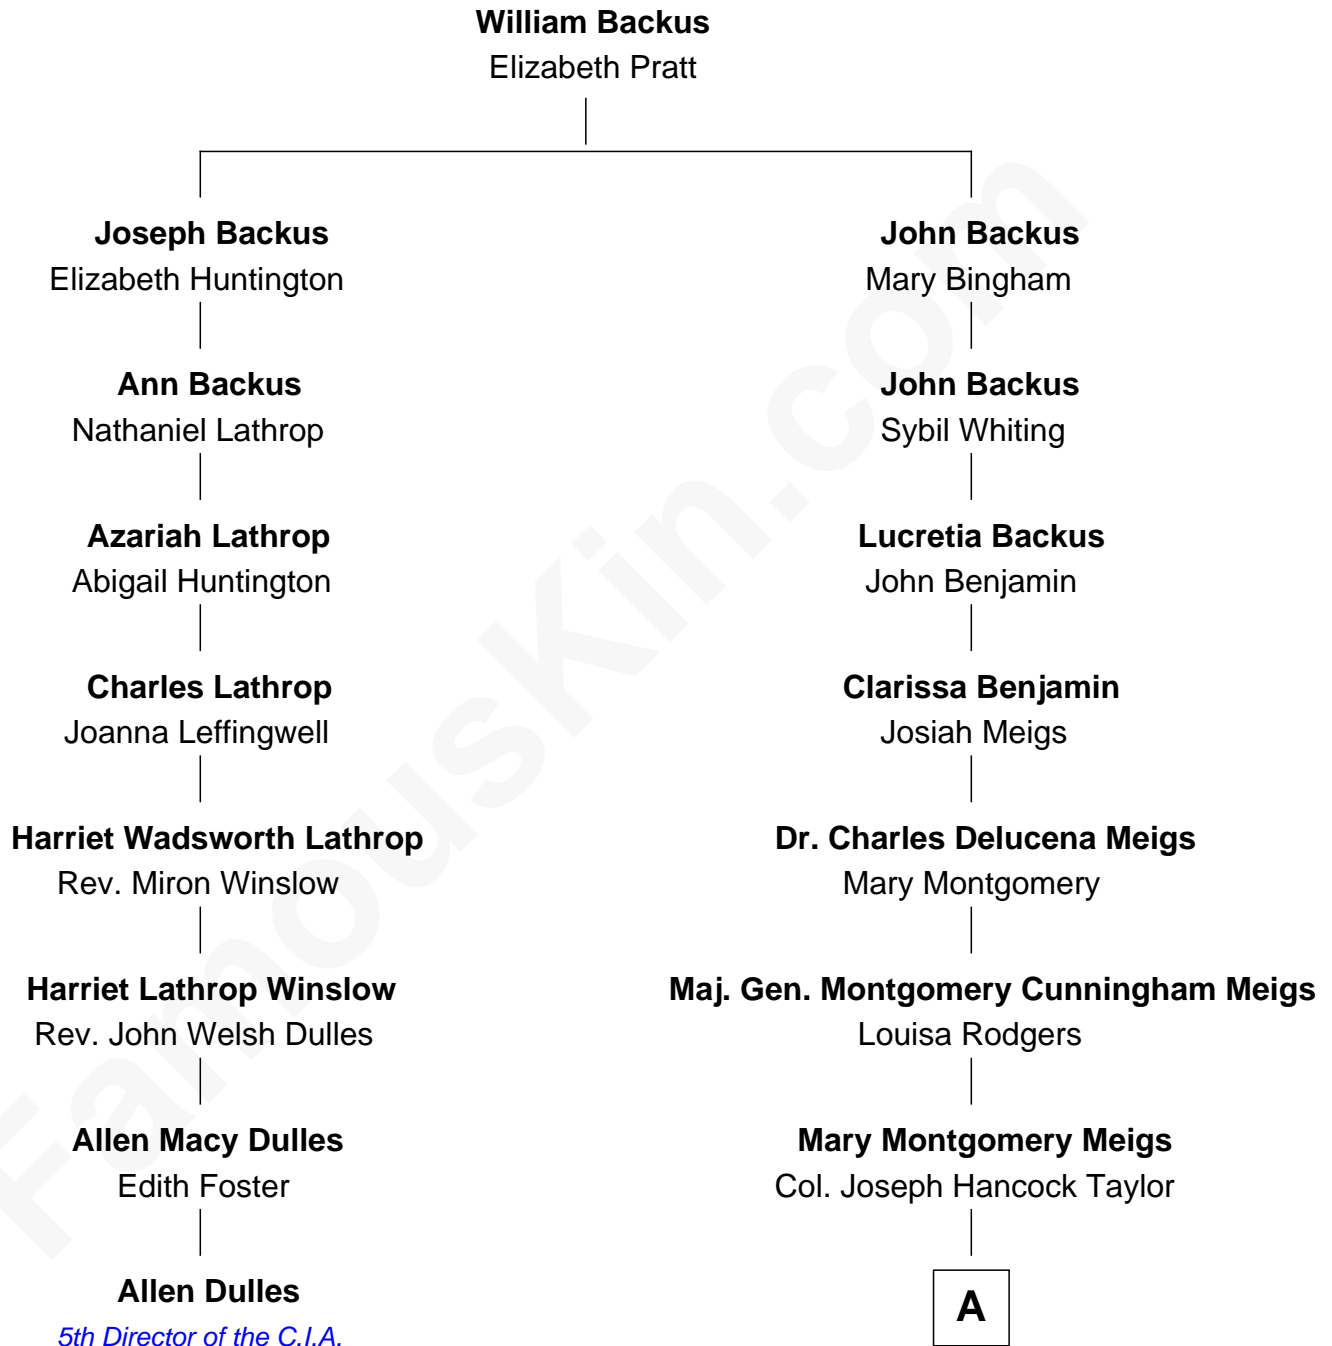 William Backus
Elizabeth Pratt
Joseph Backus
Elizabeth Huntington
John Backus
Mary Bingham
Ann Backus
Nathaniel Lathrop
John Backus
Sybil Whiting
Azariah Lathrop
Abigail Huntington
Lucretia Backus
John Benjamin
Charles Lathrop
Joanna Leffingwell
Clarissa Benjamin
Josiah Meigs
Harriet Wadsworth Lathrop
Rev. Miron Winslow
Dr. Charles Delucena Meigs
Mary Montgomery
Harriet Lathrop Winslow
Rev. John Welsh Dulles
Maj. Gen. Montgomery Cunningham Meigs
Louisa Rodgers
Allen Macy Dulles
Edith Foster
Mary Montgomery Meigs
Col. Joseph Hancock Taylor
Allen Dulles
5th Director of the C.I.A.
A
FamousKin.com